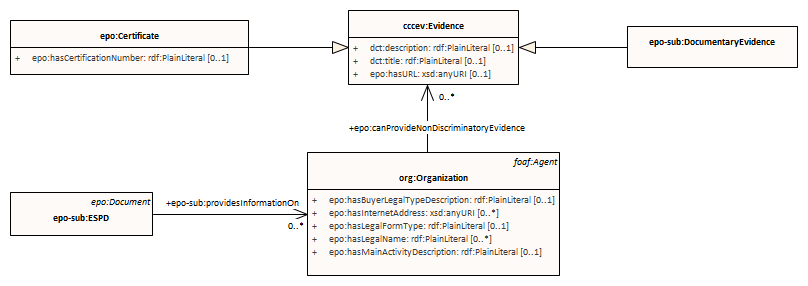 epo:Certificate
+ epo:hasCertificationNumber: rdf:PlainLiteral [0..1]
cccev:Evidence
+ dct:description: rdf:PlainLiteral [0..1]
+ dct:title: rdf:PlainLiteral [0..1]
+ epo:hasURL: xsd:anyURI [0..1]
epo-sub:DocumentaryEvidence
0..*
+epo:canProvideNonDiscriminatoryEvidence
foaf:Agent
org:Organization
+ epo:hasBuyerLegalTypeDescription: rdf:PlainLiteral [0..1]
+ epo:hasInternetAddress: xsd:anyURI [0..*]
+ epo:hasLegalFormType: rdf:PlainLiteral [0..1]
+ epo:hasLegalName: rdf:PlainLiteral [0..*]
+ epo:hasMainActivityDescription: rdf:PlainLiteral [0..1]
epo:Document
epo-sub:ESPD
+epo-sub:providesInformationOn
0..*